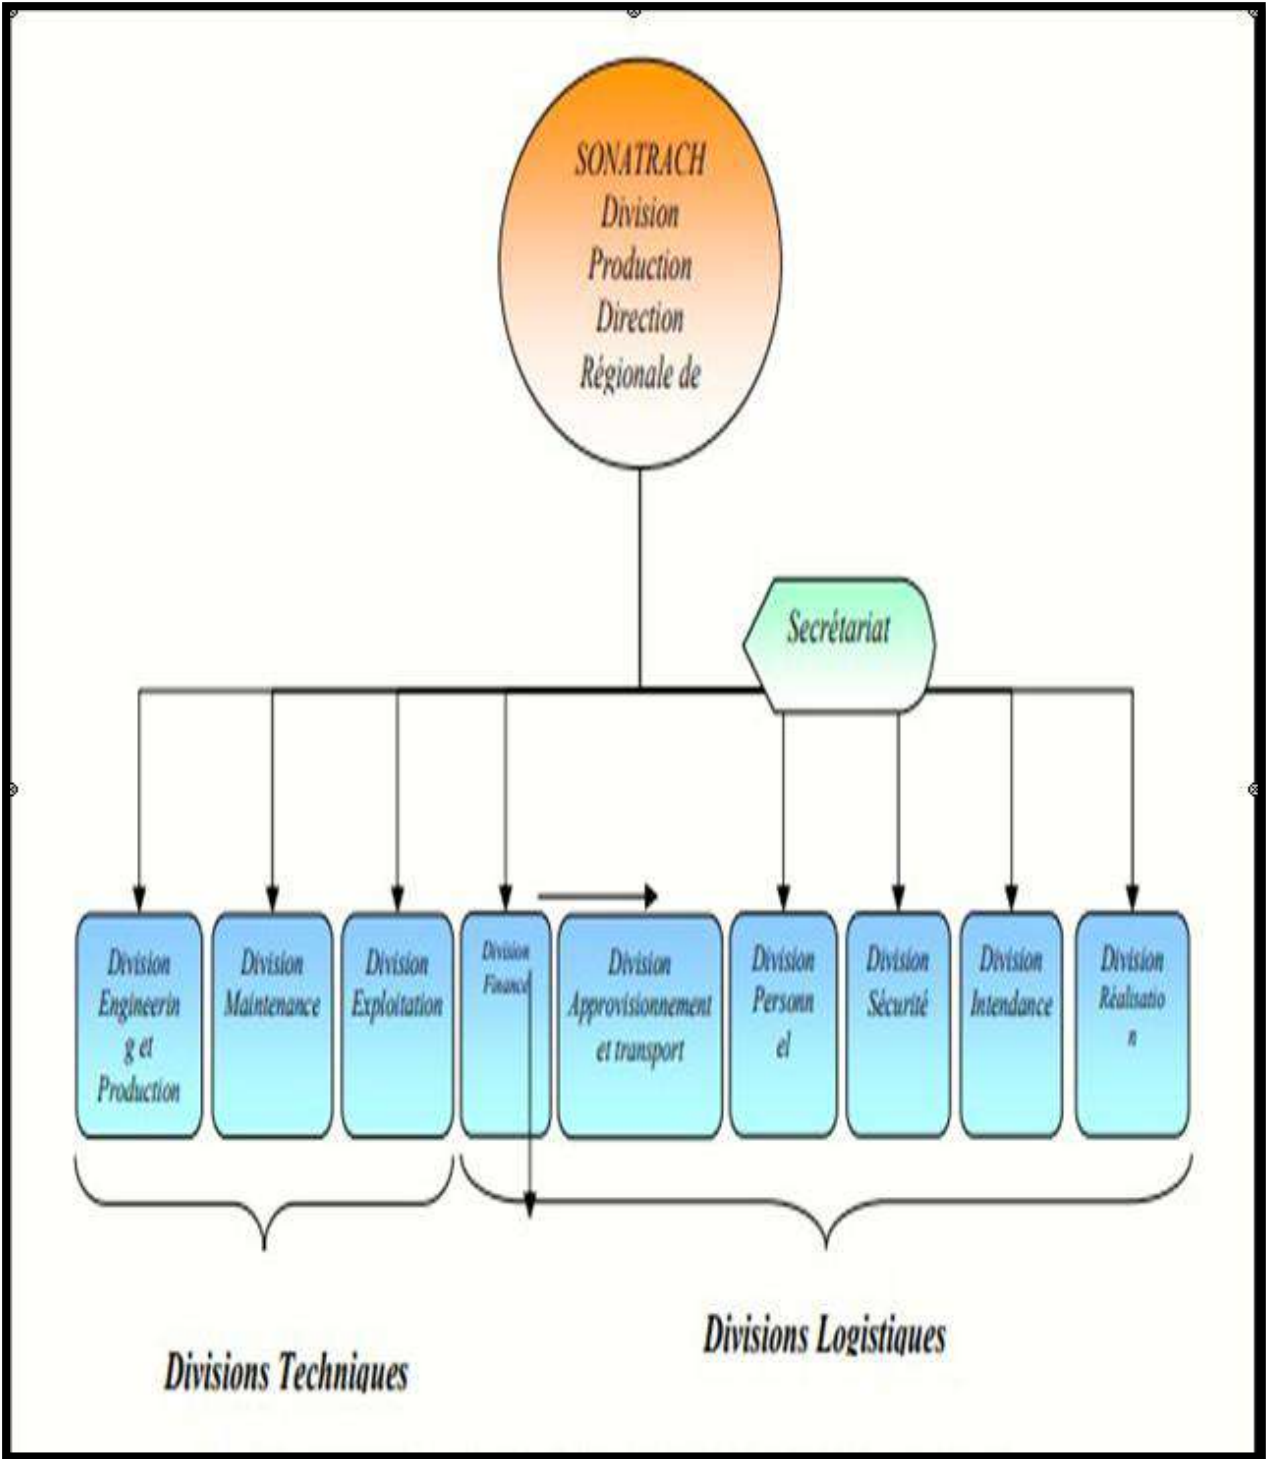 SONATRACH
Division
Production
Direction
Régionale de
Secrétariat
Division
Engineerin
g et
Production
Division
Maintenance
Division
Exploitation
Division
Finance
Division
Approvisionnement
et transport
Division
Personn
el
Division
Sécurité
Division
Intendance
Division
Réalisatio
n
Divisions Techniques
Divisions Logistiques